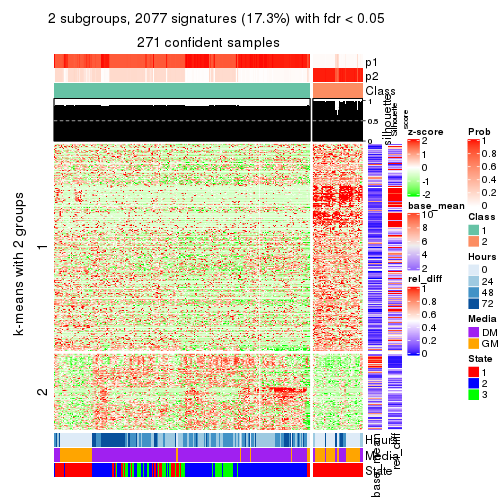 2 subgroups, 2077 signatures (17.3%) with fdr < 0.05
271 confident samples
p1
p2
Class
1
0.5
0
silhouette
Silhouette
score
k-means with 2 groups
1
2
Hours
Media
State
base_mean
rel_diff
z-score
2
1
0
-1
-2
base_mean
10
8
6
4
2
rel_diff
1
0.8
0.6
0.4
0.2
0
Prob
1
0.8
0.6
0.4
0.2
0
Class
1
2
Hours
0
24
48
72
Media
DM
GM
State
1
2
3